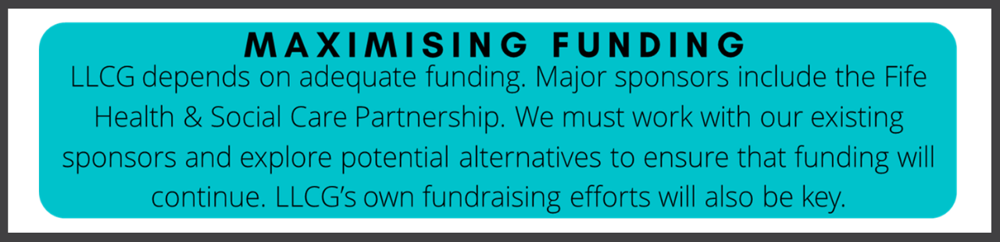 MAXIMISING FUNDING
LLCG depends on adequate funding. Major sponsors include the Fife
Health & Social Care Partnership. We must work with our existing
sponsors and explore potential alternatives to ensure that funding will
continue. LLCG’s own fundraising efforts will also be key.